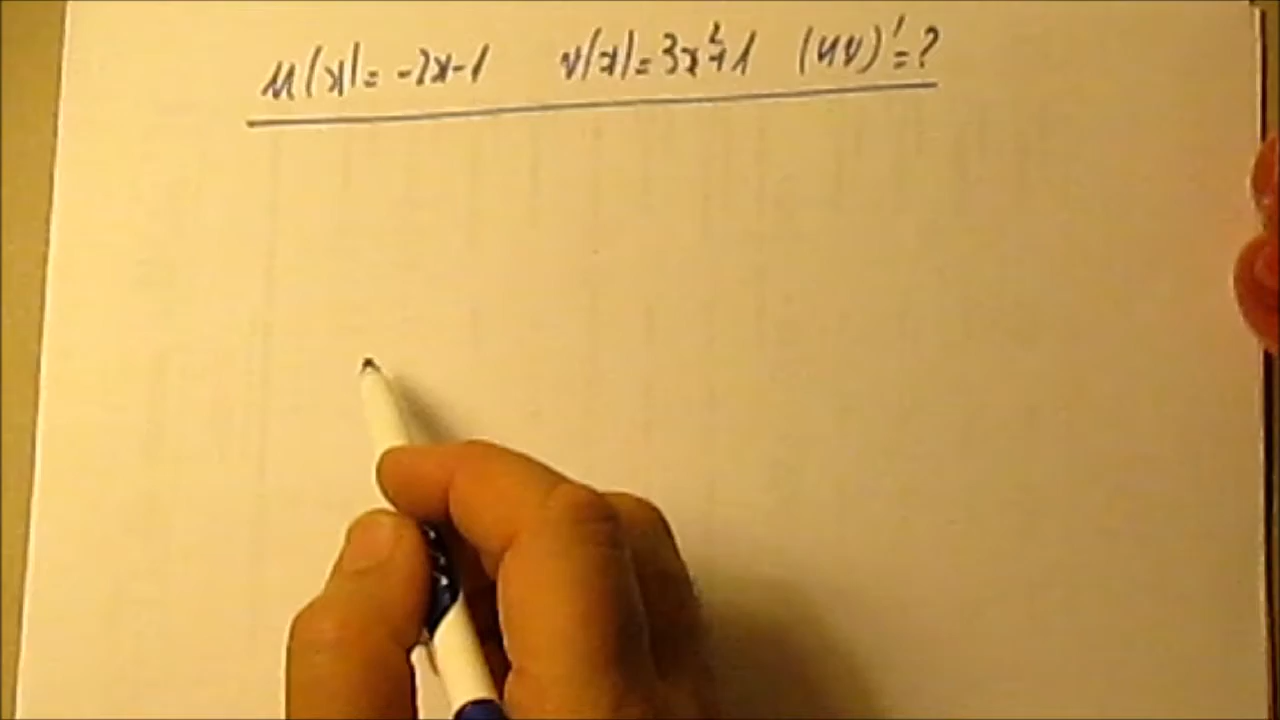 u(x)= -2x-1 v(x)= 3x²+1 (uv)'=?